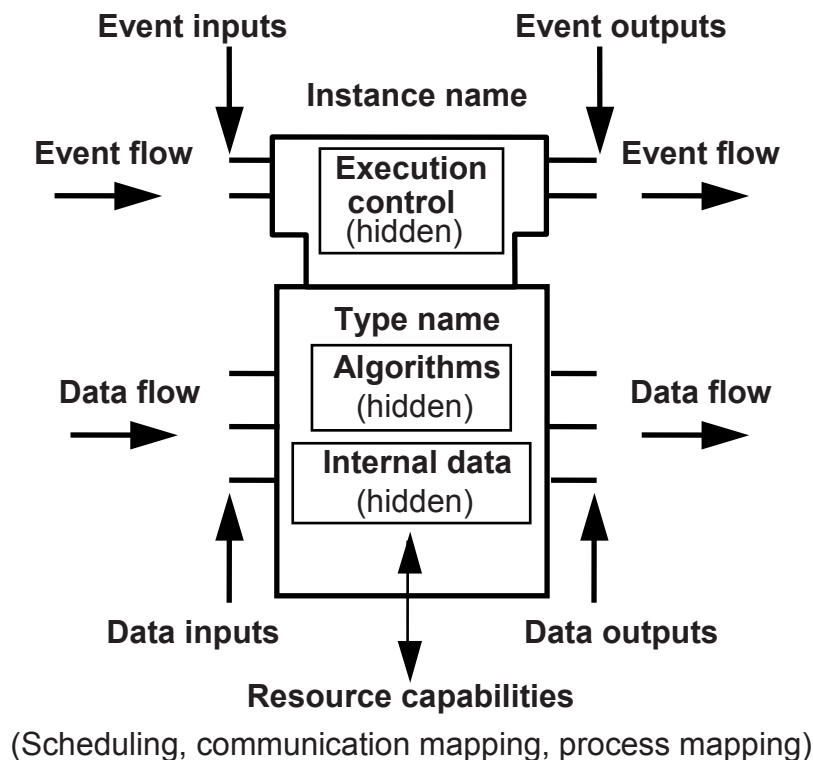 Event inputs
Event outputs
Instance name
Event flow
Event flow
Execution
control
(hidden)
Type name
Algorithms
(hidden)
Data flow
Data flow
Internal data
(hidden)
Data inputs
Data outputs
Resource capabilities
(Scheduling, communication mapping, process mapping)